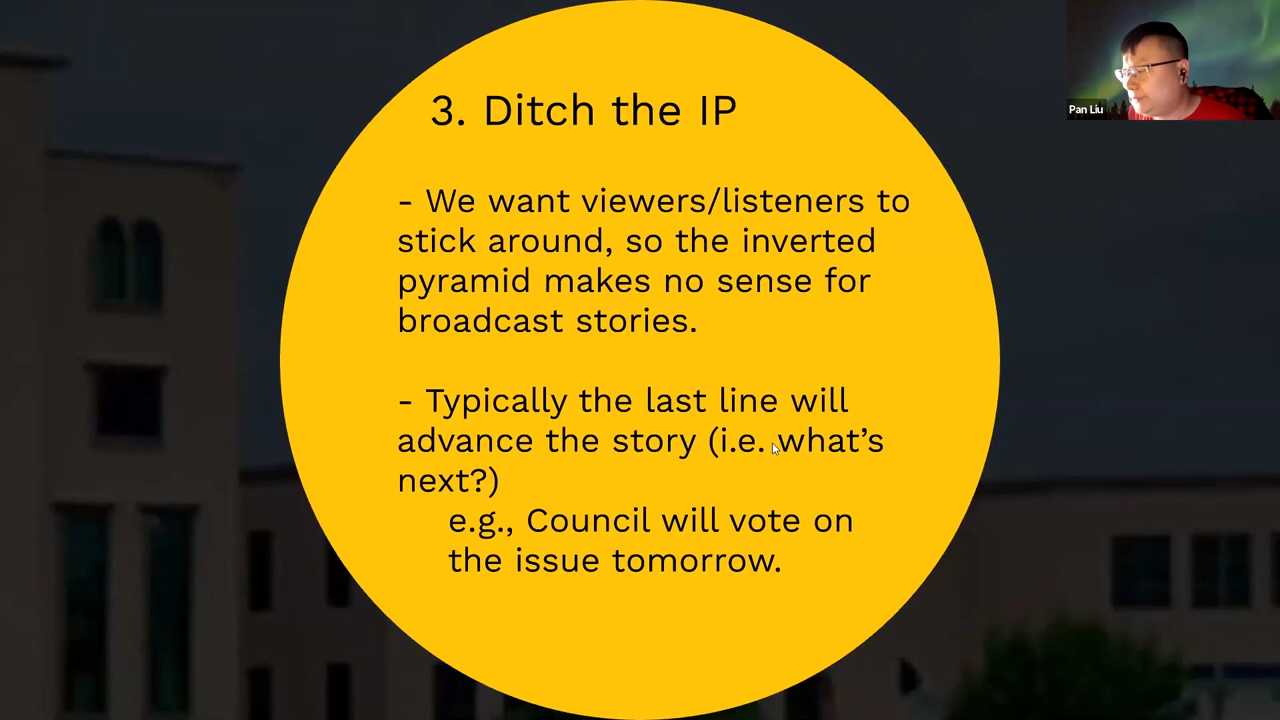 3. Ditch the IP
- We want viewers/listeners to
stick around, so the inverted
pyramid makes no sense for
broadcast stories.
- Typically the last line will
advance the story (i.e. what’s
next?)
e.g., Council will vote on
the issue tomorrow.
Pan Liu